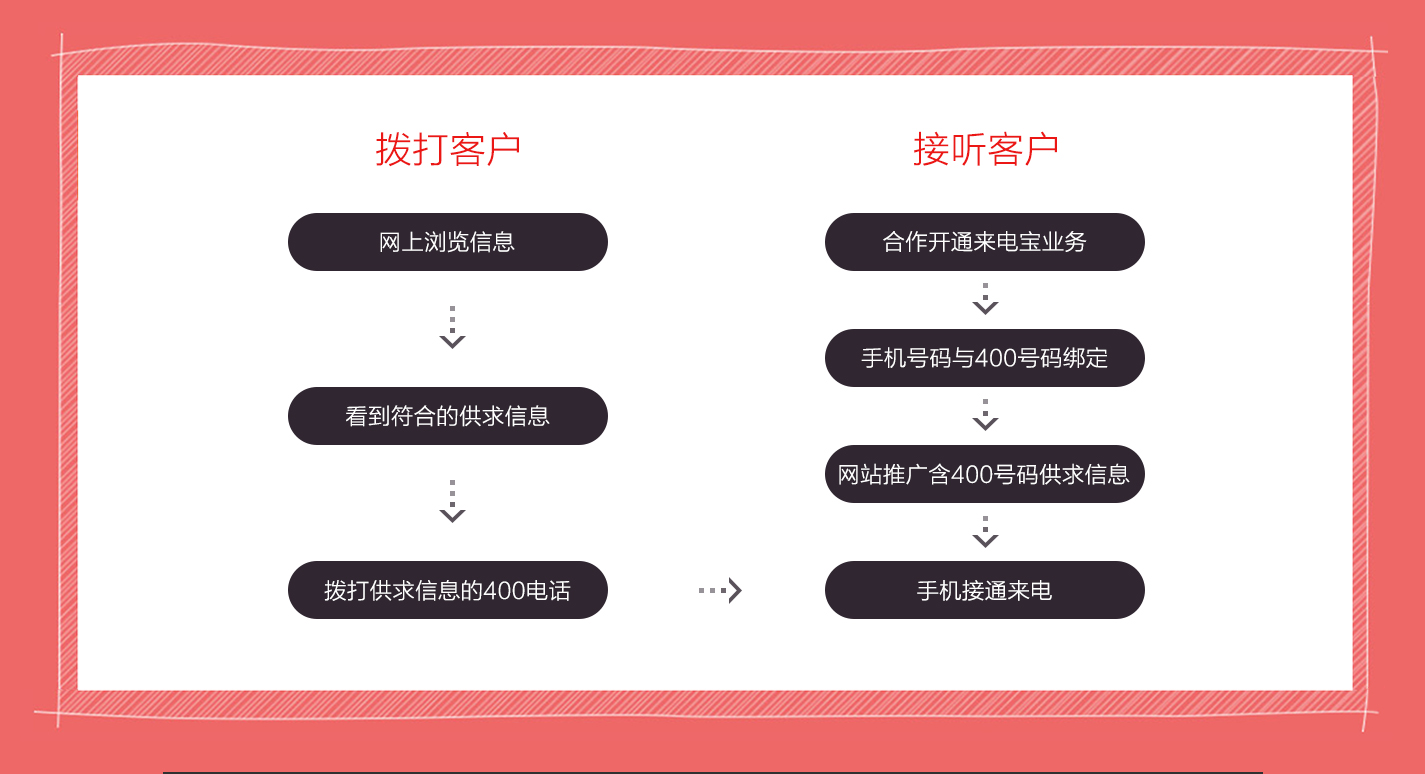 拨打客户
网上浏览信息
看到符合的供求信息
拨打供求信息的400电话
接听客户
合作开通来电宝业务
手机号码与400号码绑定
网站推广含400号码供求信息
手机接通来电